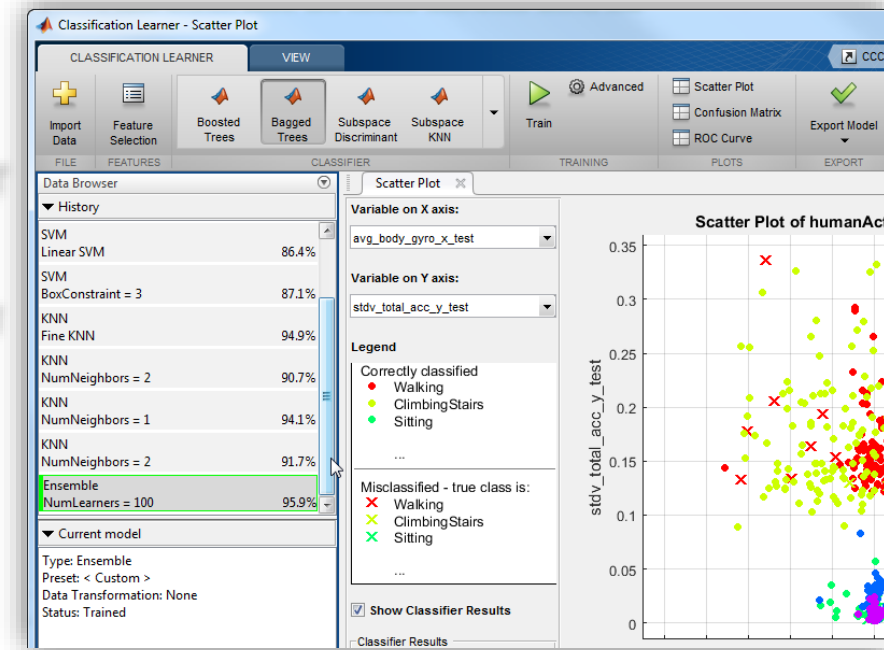 Classification Learner - Scatter Plot
CLASSIFICATION LEARNER
VIEW
CCC
Import Data
Feature Selection
Boosted Trees
Bagged Trees
Subspace Discriminant
Subspace KNN
Train
Advanced
Scatter Plot
Confusion Matrix
ROC Curve
Export Model
FILE
FEATURES
CLASSIFIER
TRAINING
PLOTS
EXPORT
Data Browser
History
SVM
Linear SVM 86.4%
SVM
BoxConstraint = 3 87.1%
KNN
Fine KNN 94.9%
KNN
NumNeighbors = 2 90.7%
KNN
NumNeighbors = 1 94.1%
KNN
NumNeighbors = 2 91.7%
Ensemble
NumLearners = 100 95.9%
Current model
Type: Ensemble
Preset: < Custom >
Data Transformation: None
Status: Trained
Scatter Plot
Variable on X axis:
avg_body_gyro_x_test
Variable on Y axis:
stdv_total_acc_y_test
Legend
Correctly classified
Walking
ClimbingStairs
Sitting
...
Misclassified - true class is:
Walking
ClimbingStairs
Sitting
...
Show Classifier Results
Classifier Results
Scatter Plot of humanAct
stdv_total_acc_y_test
0.35
0.3
0.25
0.2
0.15
0.1
0.05
0